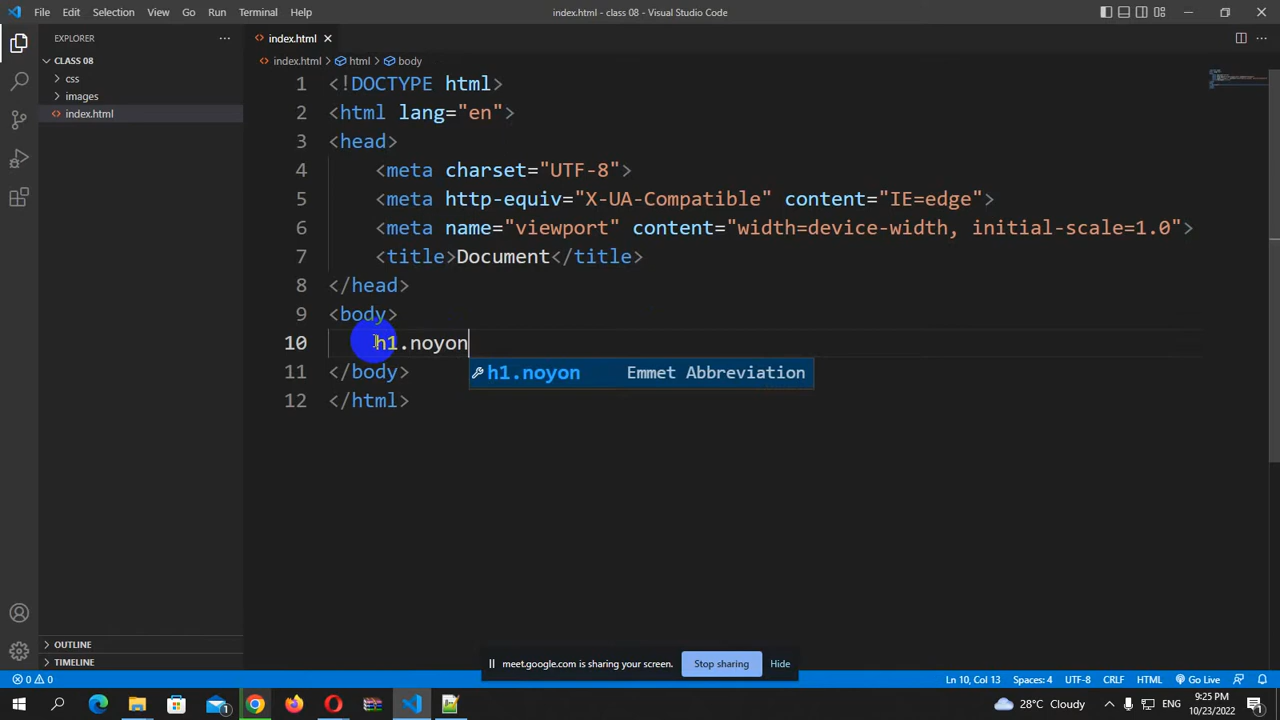 File Edit Selection View Go Run Terminal Help
index.html - class 08 - Visual Studio Code
EXPLORER
CLASS 08
css
images
index.html
OUTLINE
TIMELINE
index.html
index.html > html > body
1 <!DOCTYPE html>
2 <html lang="en">
3 <head>
4 <meta charset="UTF-8">
5 <meta http-equiv="X-UA-Compatible" content="IE=edge">
6 <meta name="viewport" content="width=device-width, initial-scale=1.0">
7 <title>Document</title>
8 </head>
9 <body>
10 h1.noyon
h1.noyon Emmet Abbreviation
11 </body>
12 </html>
meet.google.com is sharing your screen. Stop sharing Hide
0 0 Ln 10, Col 13 Spaces: 4 UTF-8 CRLF HTML Go Live
1 28°C Cloudy ENG 9:25 PM
10/23/2022 1